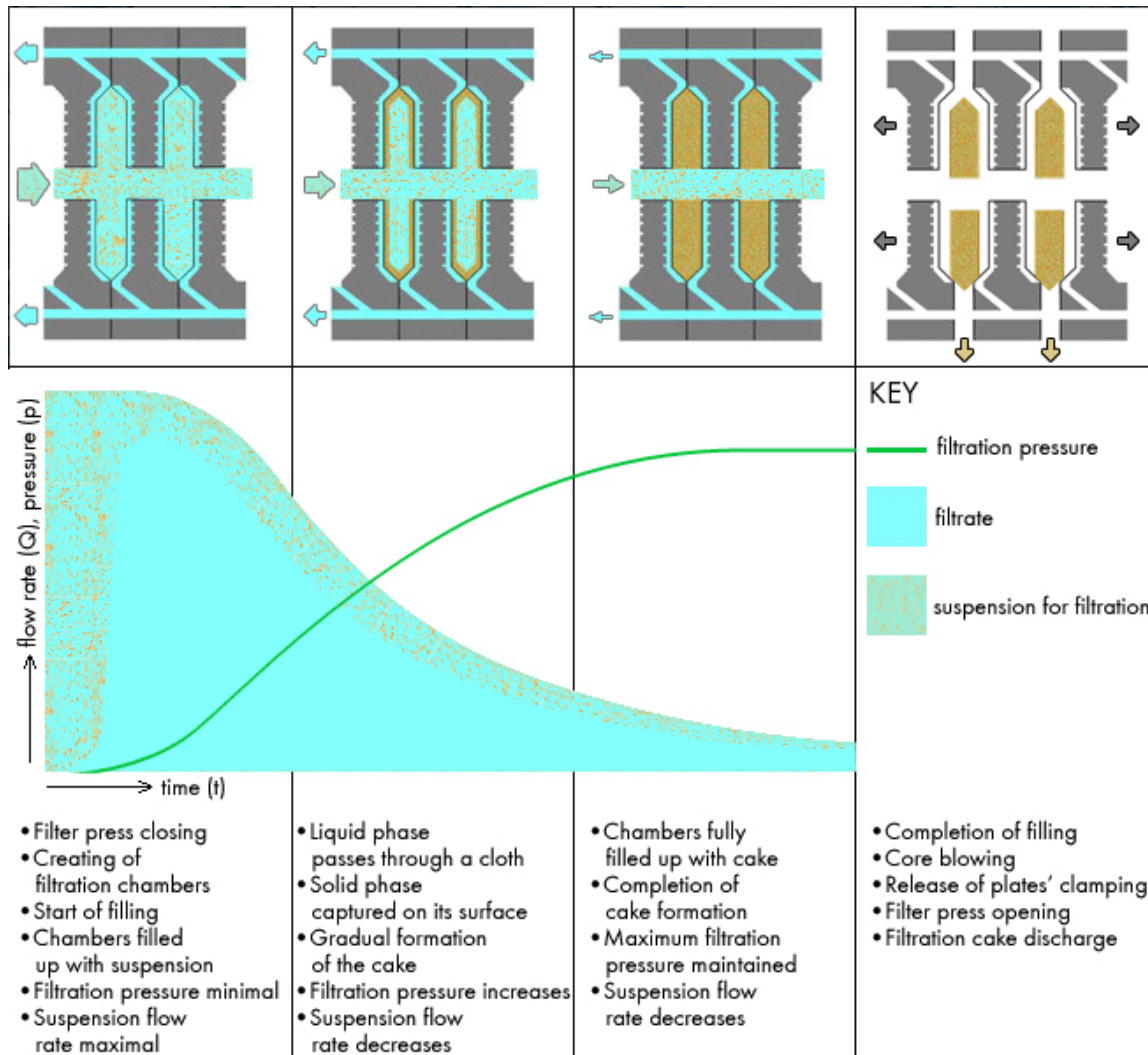 flow rate (Q), pressure (p)
time (t)
KEY
filtration pressure
filtrate
suspension for filtration
•Filter press closing
•Creating of
filtration chambers
•Start of filling
•Chambers filled
up with suspension
•Filtration pressure minimal
•Suspension flow
rate maximal
•Liquid phase
passes through a cloth
•Solid phase
captured on its surface
•Gradual formation
of the cake
•Filtration pressure increases
•Suspension flow
rate decreases
•Chambers fully
filled up with cake
•Completion of
cake formation
•Maximum filtration
pressure maintained
•Suspension flow
rate decreases
•Completion of filling
•Core blowing
•Release of plates' clamping
•Filter press opening
•Filtration cake discharge